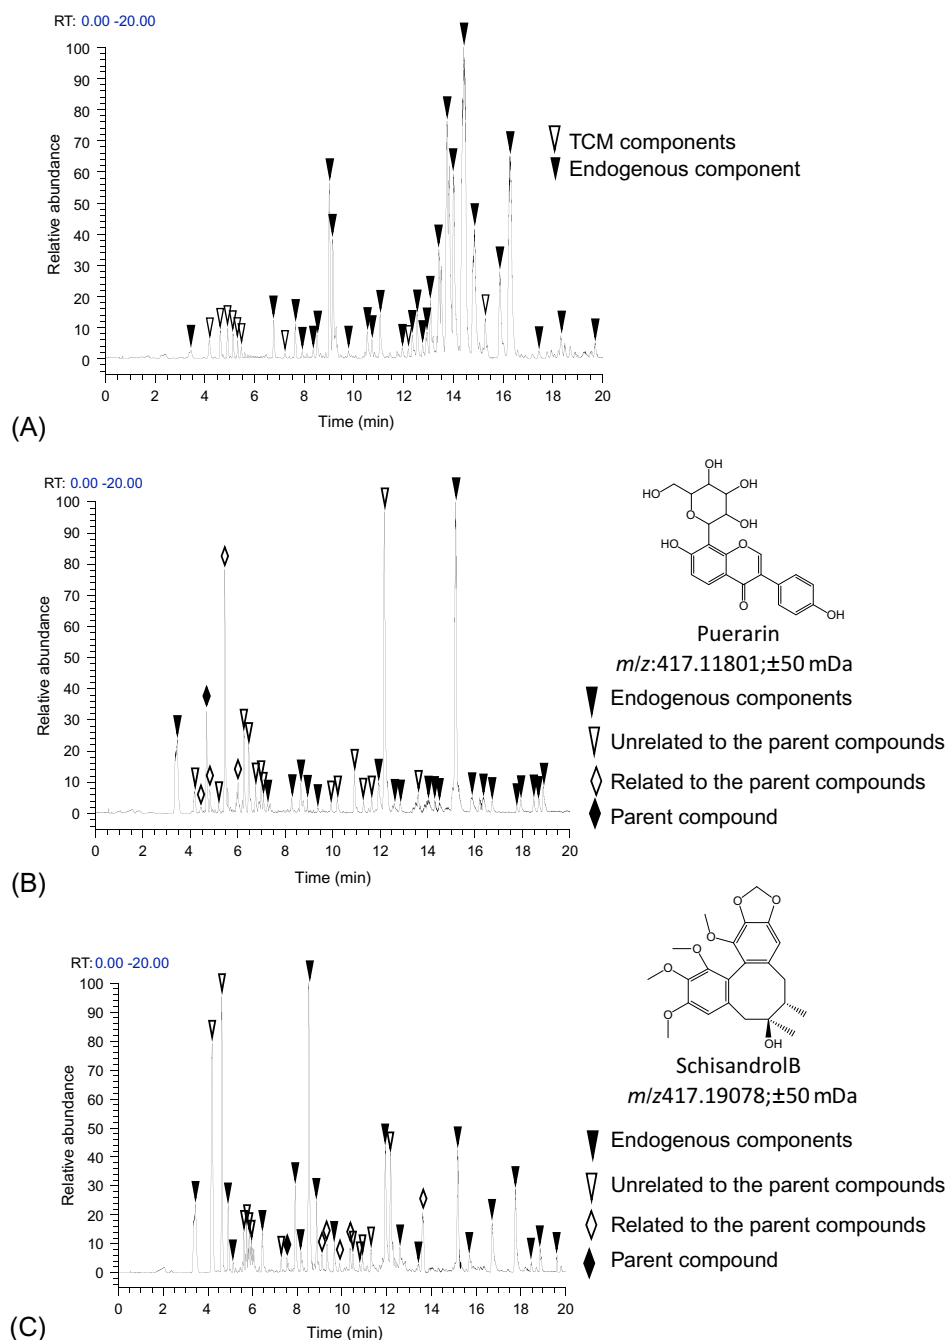 RT: 0.00 -20.00
100
90
80
70
60
50
40
30
20
10
0
Relative abundance
TCM components
Endogenous component
0 2 4 6 8 10 12 14 16 18 20
Time (min)
(A)
RT: 0.00 -20.00
100
90
80
70
60
50
40
30
20
10
0
Relative abundance
0 2 4 6 8 10 12 14 16 18 20
Time (min)
OH
HO OH
O OH
HO O
O
OH
Puerarin
m/z:417.11801;±50 mDa
Endogenous components
Unrelated to the parent compounds
Related to the parent compounds
Parent compound
(B)
RT: 0.00 -20.00
100
90
80
70
60
50
40
30
20
10
0
Relative abundance
0 2 4 6 8 10 12 14 16 18 20
Time (min)
O O
O
O
O
O
OH
SchisandrolB
m/z417.19078;±50 mDa
Endogenous components
Unrelated to the parent compounds
Related to the parent compounds
Parent compound
(C)